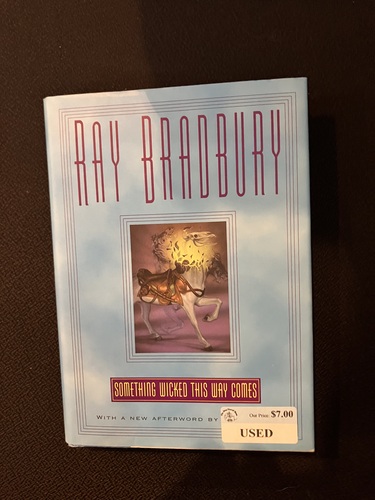 RAY BRADBURY
SOMETHING WICKED THIS WAY COMES
WITH A NEW AFTERWORD BY
Our Price: $7.00
USED